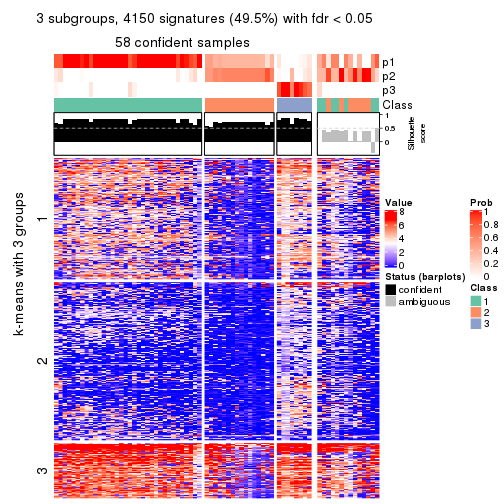 3 subgroups, 4150 signatures (49.5%) with fdr < 0.05
58 confident samples
p1
p2
p3
Class
1
0.5
0
Silhouette
score
k-means with 3 groups
1
2
3
Value
8
6
4
2
0
Status (barplots)
confident
ambiguous
Prob
1
0.8
0.6
0.4
0.2
0
Class
1
2
3